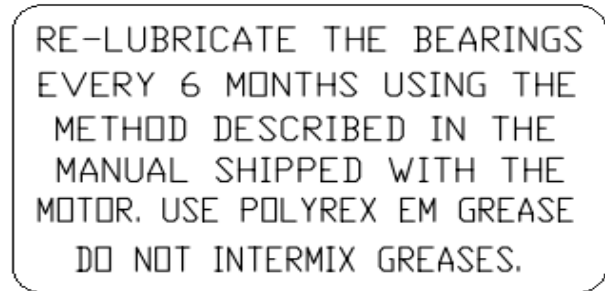 RE-LUBRICATE THE BEARINGS
EVERY 6 MONTHS USING THE
METHOD DESCRIBED IN THE
MANUAL SHIPPED WITH THE
MOTOR. USE POLYREX EM GREASE
DO NOT INTERMIX GREASES.